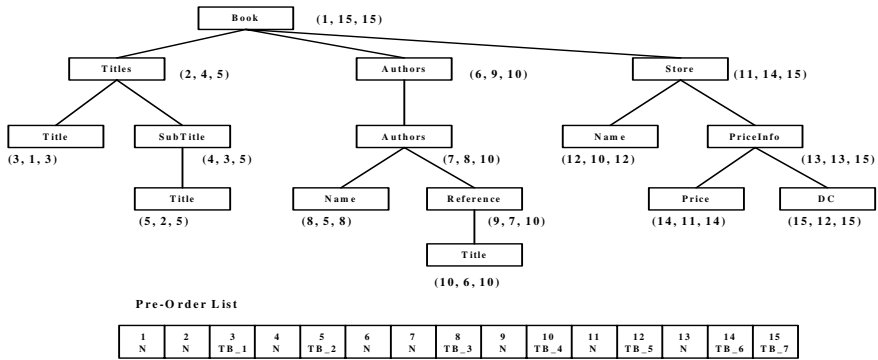 Book (1, 15, 15)
Titles (2, 4, 5) Authors (6, 9, 10) Store (11, 14, 15)
Title SubTitle Authors Name PriceInfo
(3, 1, 3) (4, 3, 5) (7, 8, 10) (12, 10, 12) (13, 13, 15)
Title Name Reference Price DC
(5, 2, 5) (8, 5, 8) (9, 7, 10) (14, 11, 14) (15, 12, 15)
Title
(10, 6, 10)
Pre-Order List
1 2 3 4 5 6 7 8 9 10 11 12 13 14 15
N N TB_1 N TB_2 N N TB_3 N TB_4 N TB_5 N TB_6 TB_7